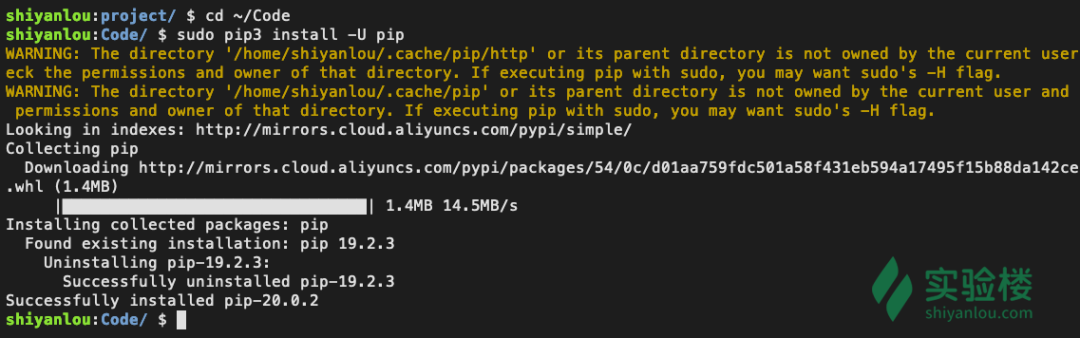 shiyanlou:project/ $ cd ~/Code
shiyanlou:Code/ $ sudo pip3 install -U pip
WARNING: The directory '/home/shiyanlou/.cache/pip/http' or its parent directory is not owned by the current user
eck the permissions and owner of that directory. If executing pip with sudo, you may want sudo's -H flag.
WARNING: The directory '/home/shiyanlou/.cache/pip' or its parent directory is not owned by the current user and
 permissions and owner of that directory. If executing pip with sudo, you may want sudo's -H flag.
Looking in indexes: http://mirrors.cloud.aliyuncs.com/pypi/simple/
Collecting pip
  Downloading http://mirrors.cloud.aliyuncs.com/pypi/packages/54/0c/d01aa759fdc501a58f431eb594a17495f15b88da142ce
.whl (1.4MB)
     |████████████████████████████████| 1.4MB 14.5MB/s
Installing collected packages: pip
  Found existing installation: pip 19.2.3
    Uninstalling pip-19.2.3:
      Successfully uninstalled pip-19.2.3
Successfully installed pip-20.0.2
shiyanlou:Code/ $
实验楼
shiyanlou.com